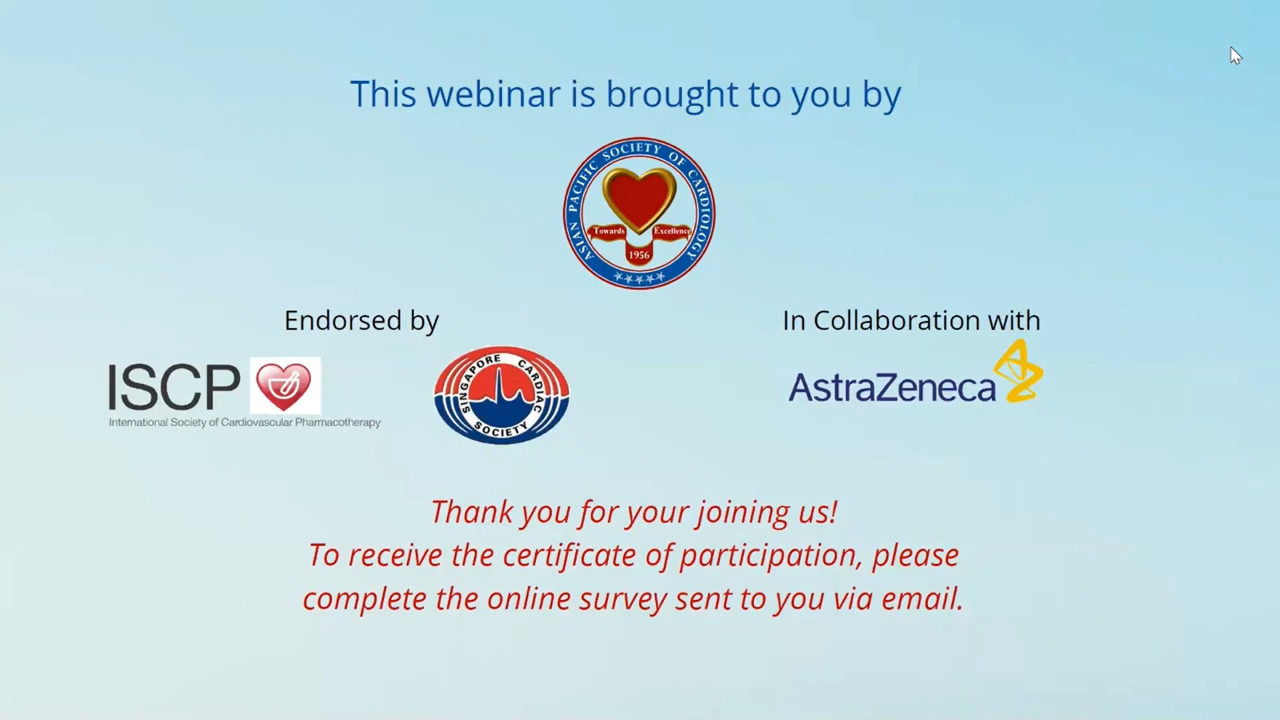 This webinar is brought to you by
ASIAN PACIFIC SOCIETY OF CARDIOLOGY
Towards Excellence
1956
Endorsed by
In Collaboration with
ISCP
International Society of Cardiovascular Pharmacotherapy
SINGAPORE CARDIAC SOCIETY
AstraZeneca
Thank you for your joining us!
To receive the certificate of participation, please
complete the online survey sent to you via email.